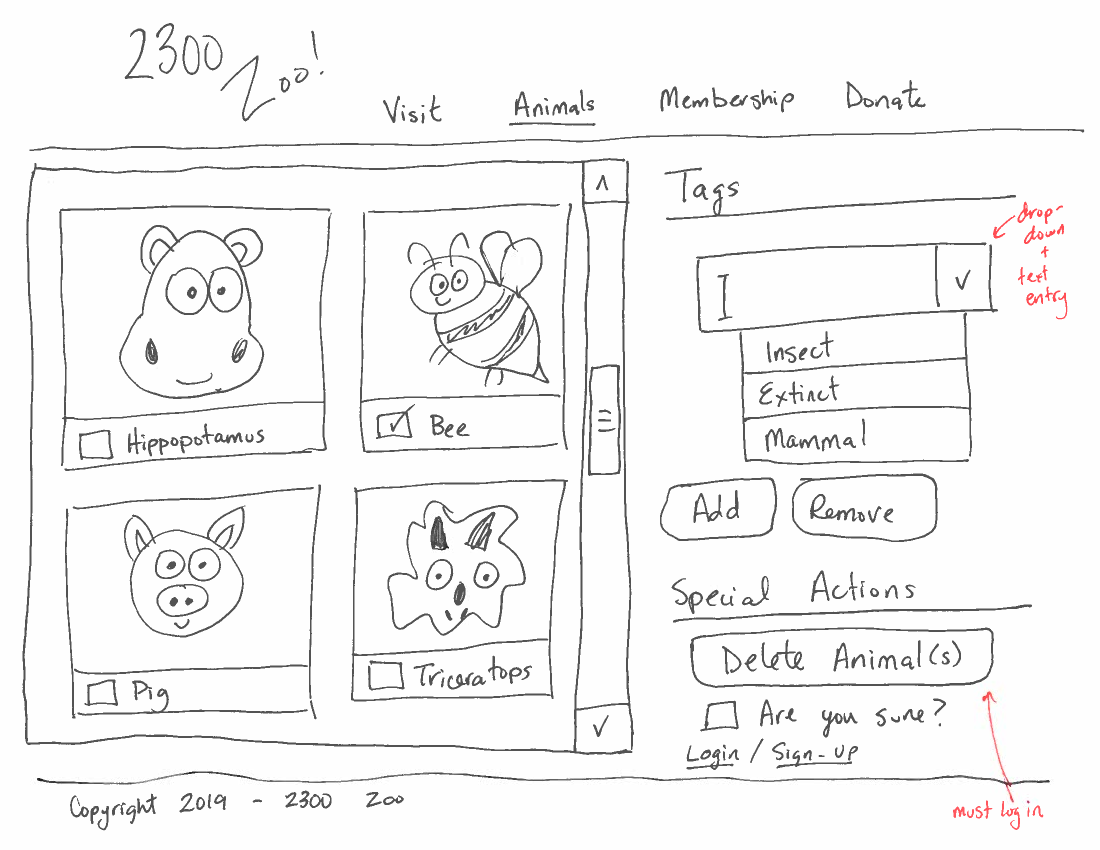 2300
Zoo!
Visit Animals Membership Donate
Tags
drop-
down
+
text
entry
Insect
Extinct
Mammal
Hippopotamus
Bee
Add Remove
Special Actions
Delete Animal(s)
Pig
Triceratops
Are you sure?
Login / Sign-up
must log in
Copyright 2019 - 2300 Zoo